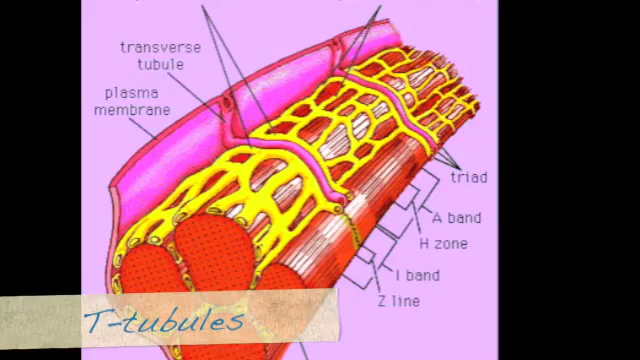 transverse
tubule
plasma
membrane
triad
A band
H zone
I band
Z line
T-tubules